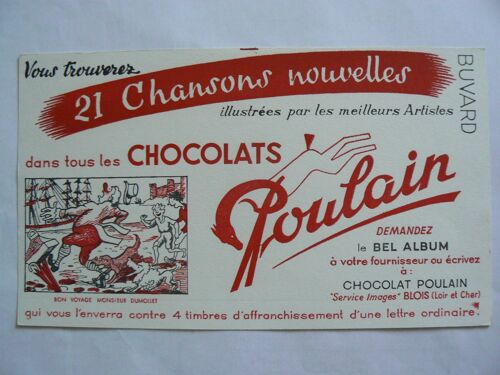 Vous trouverez
21 Chansons nouvelles
illustrées par les meilleurs Artistes
BUVARD
dans tous les CHOCOLATS
Poulain
BON VOYAGE MONSIEUR DUMOLLET
DEMANDEZ
le BEL ALBUM
à votre fournisseur ou écrivez
à :
CHOCOLAT POULAIN
"Service Images" BLOIS (Loir et Cher)
qui vous l'enverra contre 4 timbres d'affranchissement d'une lettre ordinaire.